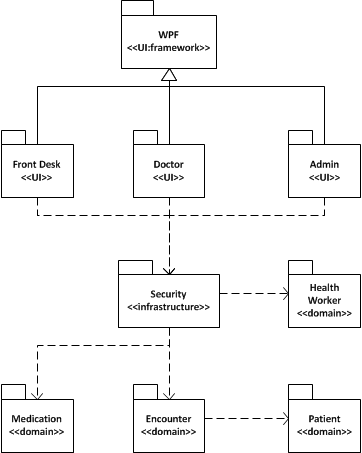 WPF
<<UI:framework>>
Front Desk
<<UI>>
Doctor
<<UI>>
Admin
<<UI>>
Security
<<infrastructure>>
Health
Worker
<<domain>>
Medication
<<domain>>
Encounter
<<domain>>
Patient
<<domain>>